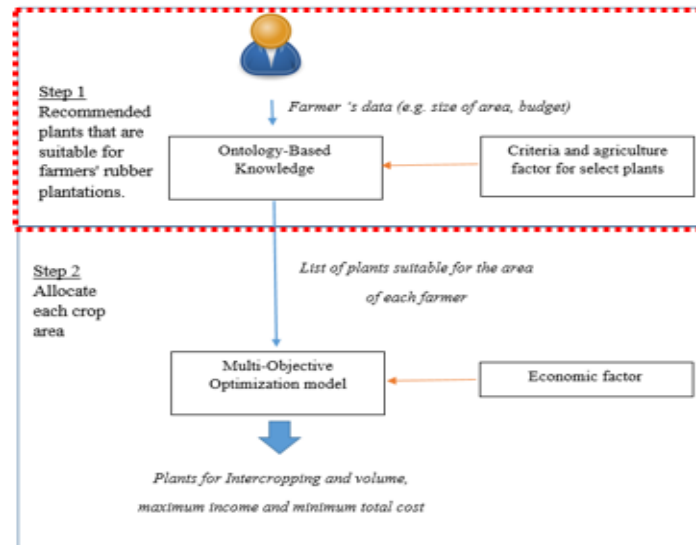 Step 1
Recommended
plants that are
suitable for
farmers' rubber
plantations.
Farmer ‘s data (e.g. size of area, budget)
Ontology-Based
Knowledge
Criteria and agriculture
factor for select plants
Step 2
Allocate
each crop
area
List of plants suitable for the area
of each farmer
Multi-Objective
Optimization model
Economic factor
Plants for Intercropping and volume,
maximum income and minimum total cost